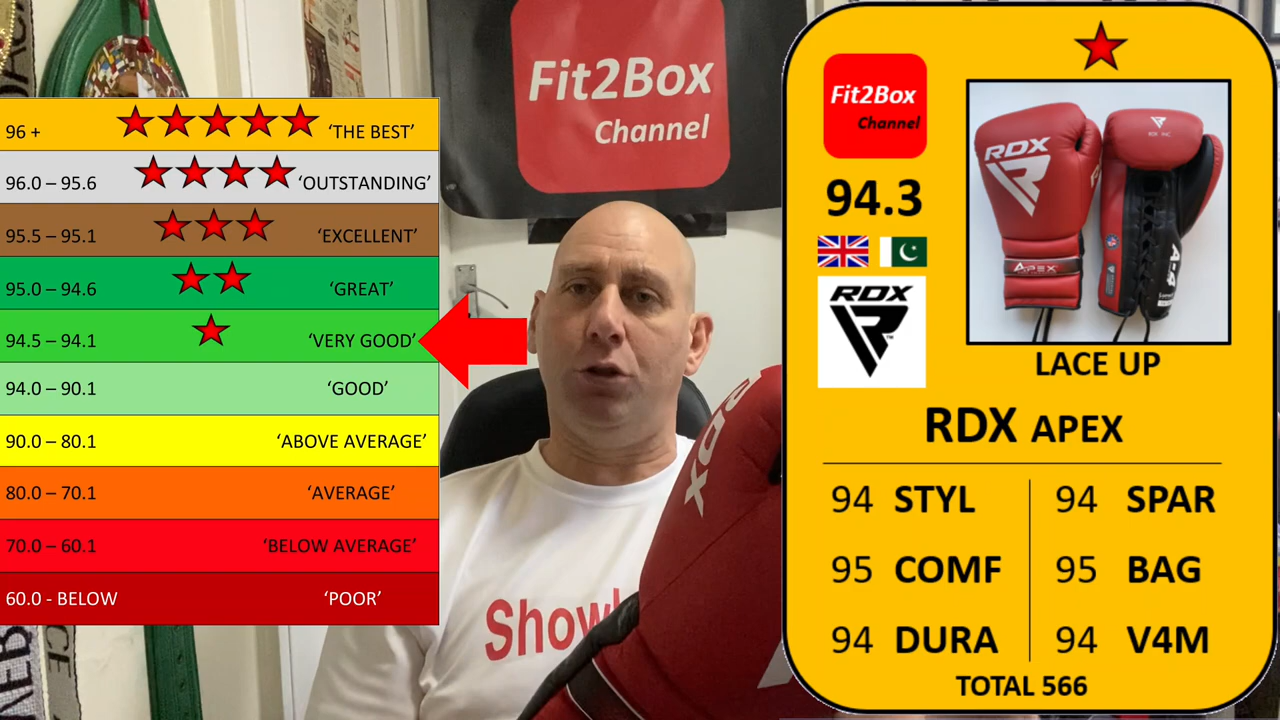 Fit2Box
Channel
96 + ‘THE BEST’
96.0 – 95.6 ‘OUTSTANDING’
95.5 – 95.1 ‘EXCELLENT’
95.0 – 94.6 ‘GREAT’
94.5 – 94.1 ‘VERY GOOD’
94.0 – 90.1 ‘GOOD’
90.0 – 80.1 ‘ABOVE AVERAGE’
80.0 – 70.1 ‘AVERAGE’
70.0 – 60.1 ‘BELOW AVERAGE’
60.0 - BELOW ‘POOR’
RDX
Show
Fit2Box
Channel
94.3
RDX
RDX
APEX
A-4
LACE UP
RDX APEX
94 STYL 94 SPAR
95 COMF 95 BAG
94 DURA 94 V4M
TOTAL 566